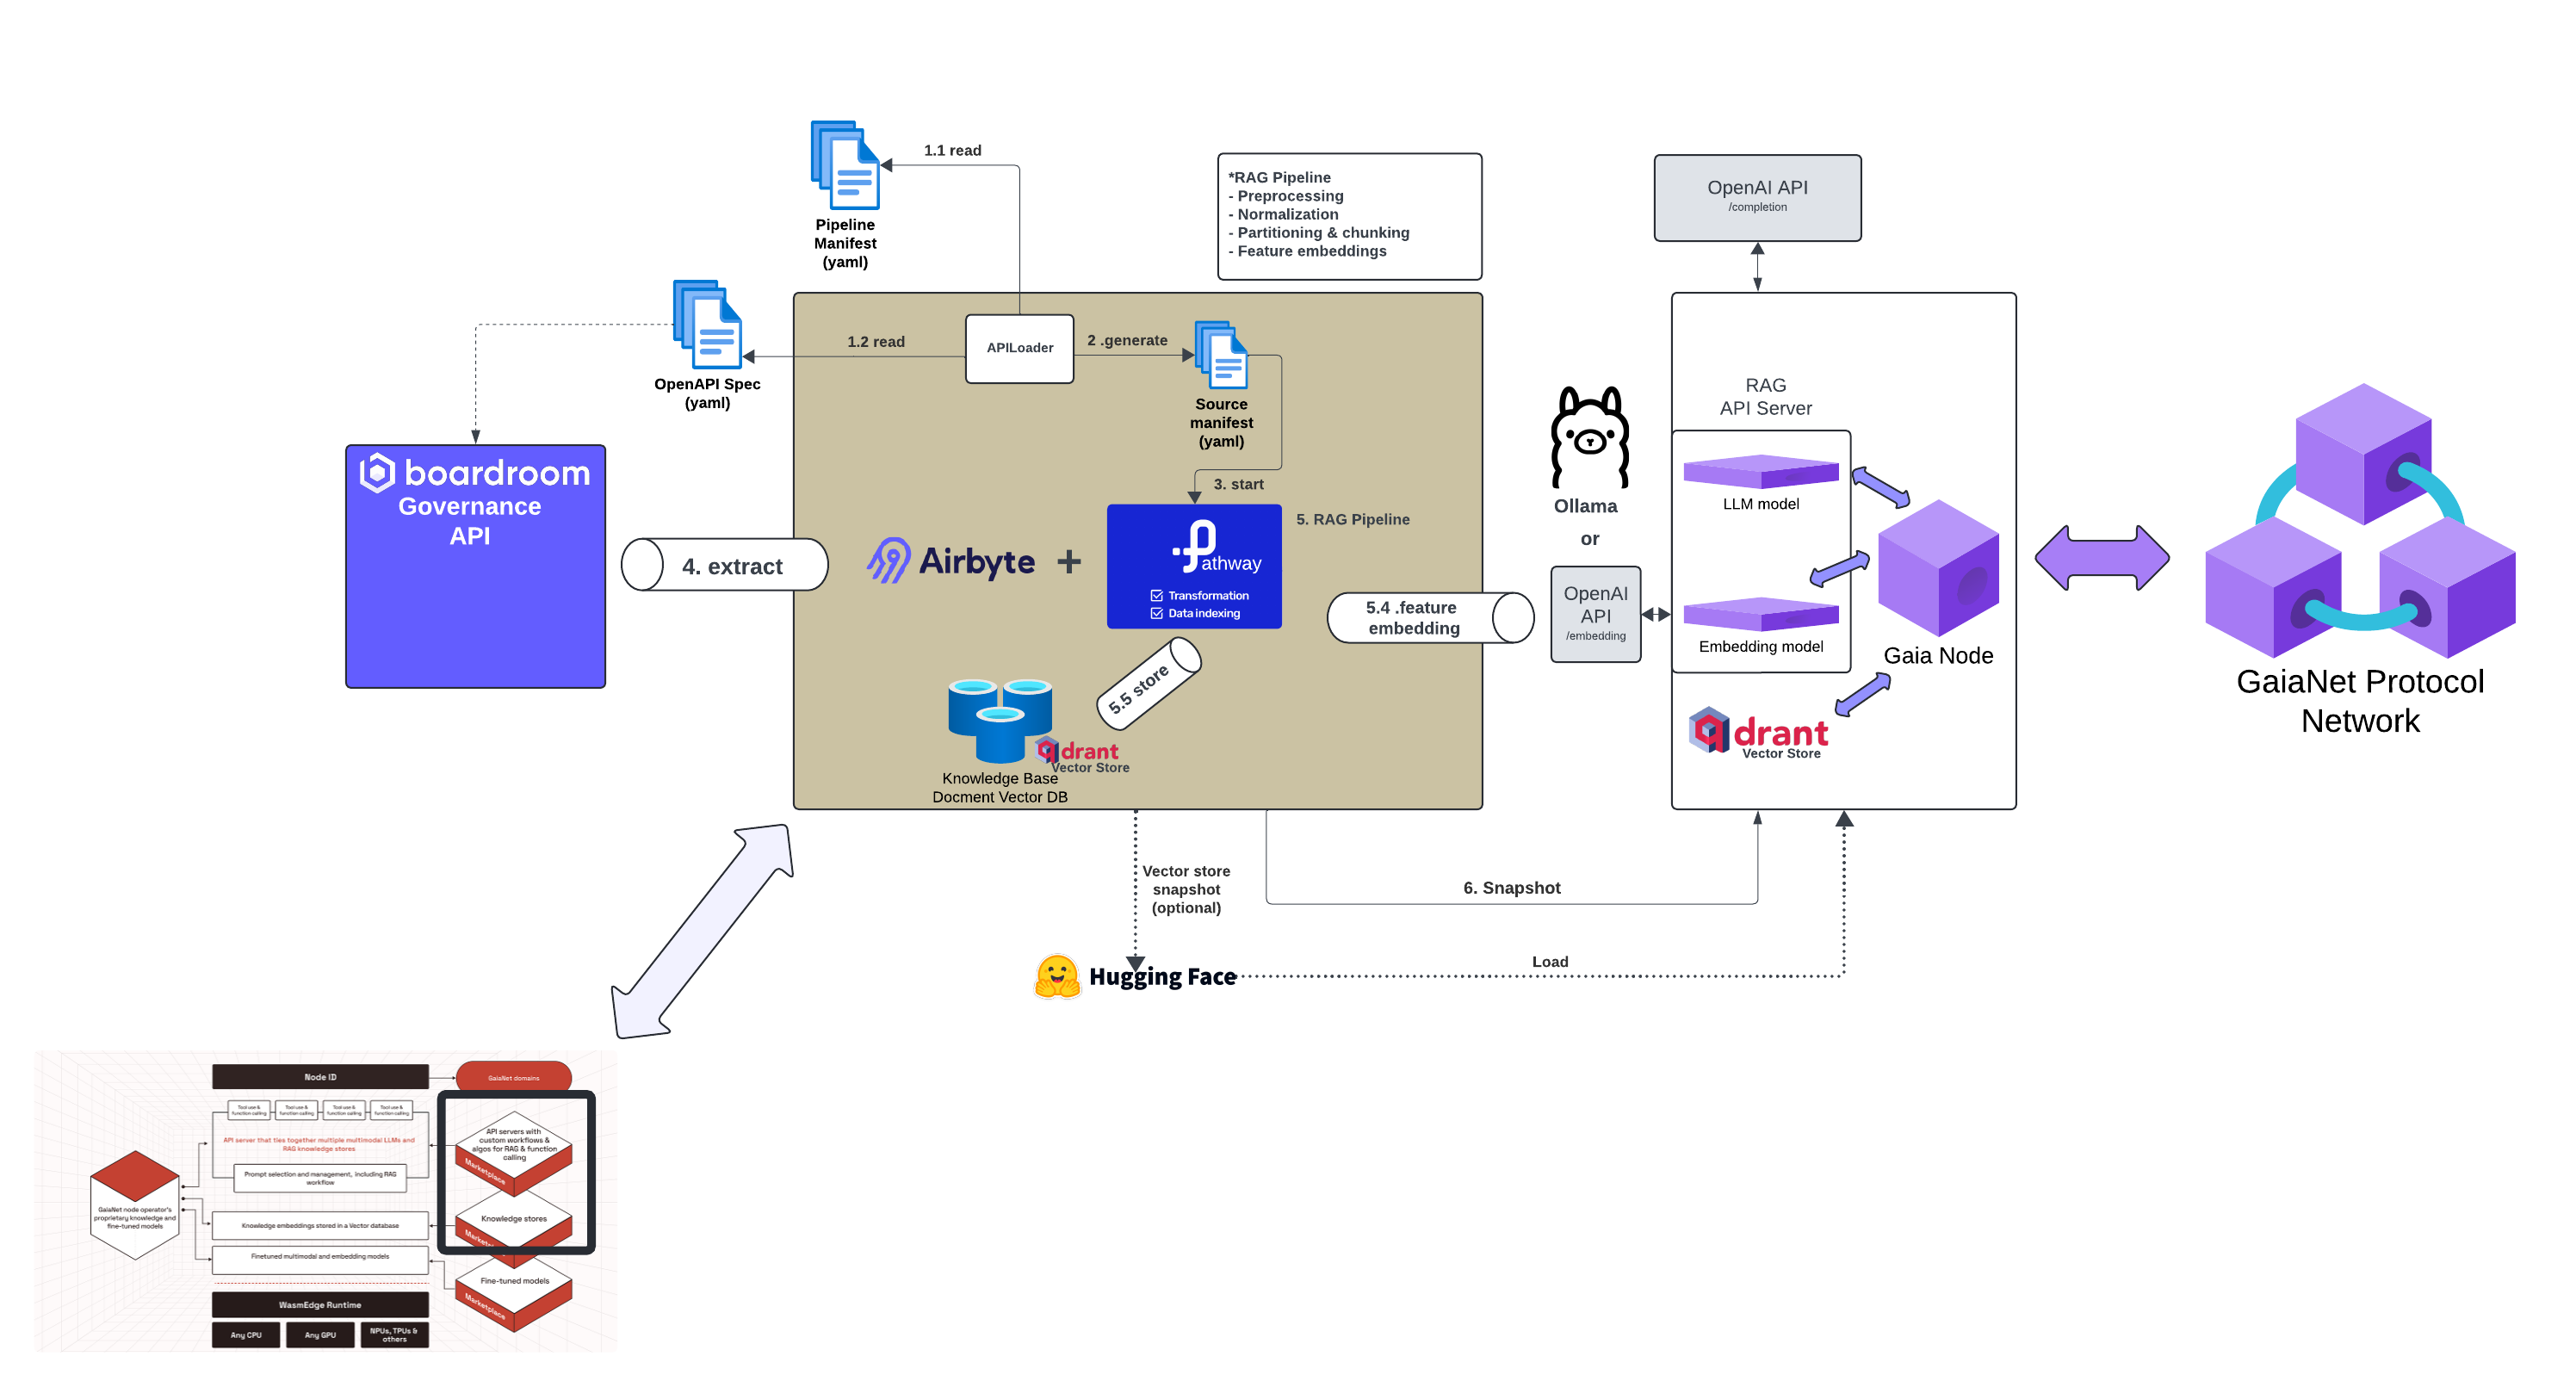 1.1 read
Pipeline
Manifest
(yaml)
*RAG Pipeline
- Preprocessing
- Normalization
- Partitioning & chunking
- Feature embeddings
OpenAI API
/completion
OpenAPI Spec
(yaml)
1.2 read
APILoader
2 .generate
Source
manifest
(yaml)
3. start
boardroom
Governance
API
4. extract
Airbyte
+
Pathway
Transformation
Data indexing
5. RAG Pipeline
5.4 .feature
embedding
5.5 store
Knowledge Base
Docment Vector DB
qdrant
Vector Store
Ollama
or
OpenAI
API
/embedding
RAG
API Server
LLM model
Embedding model
Gaia Node
qdrant
Vector Store
GaiaNet Protocol
Network
Vector store
snapshot
(optional)
6. Snapshot
Hugging Face
Load
Node ID
GaiaNet domains
Tool use &
function calling
Tool use &
function calling
Tool use &
function calling
Tool use &
function calling
API server that ties together multiple multimodal LLMs and
RAG knowledge stores
Prompt selection and management, including RAG
workflow
API servers with
custom workflows &
algos for RAG & function
calling
Marketplace
GaiaNet node operator's
proprietary knowledge and
fine-tuned models
Knowledge embeddings stored in a Vector database
Knowledge stores
Finetuned multimodal and embedding models
Fine-tuned models
Marketplace
WasmEdge Runtime
Any CPU
Any GPU
NPUs, TPUs &
others